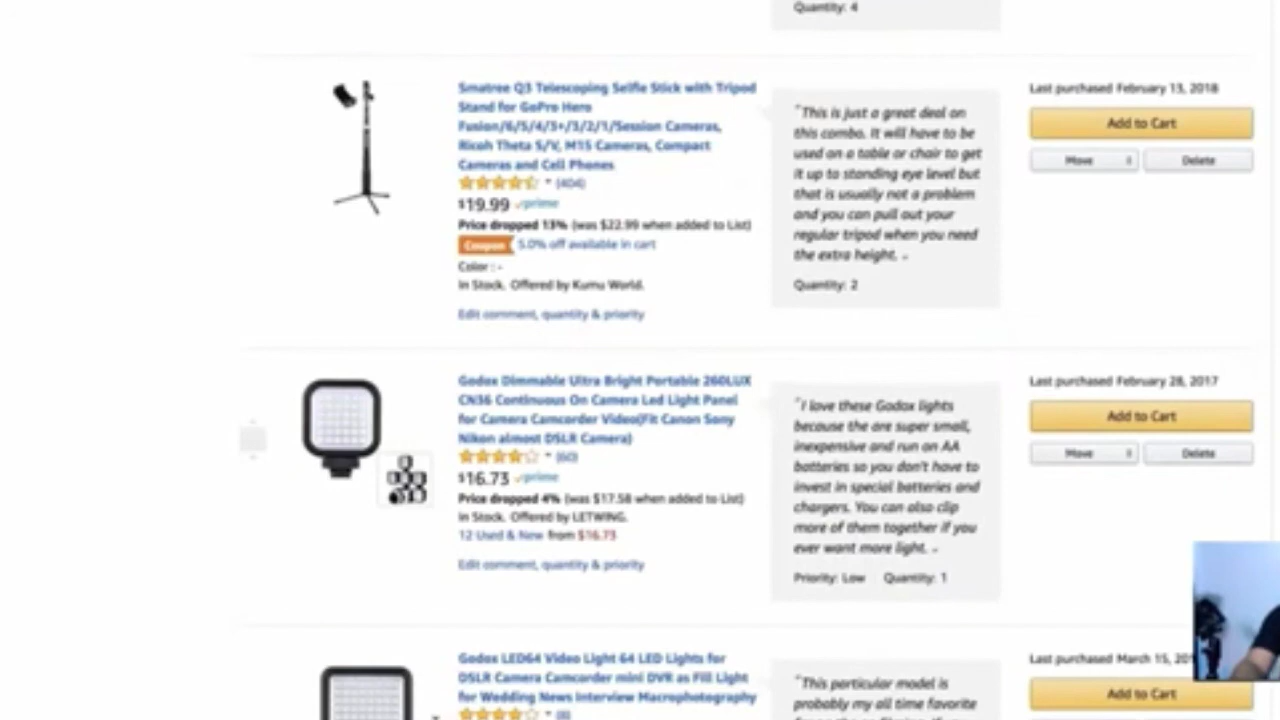 Quantity: 4
Smatree Q3 Telescoping Selfie Stick with Tripod
Stand for GoPro Hero
Fusion/6/5/4/3+/3/2/1/Session Cameras,
Ricoh Theta S/V, M15 Cameras, Compact
Cameras and Cell Phones
(404)
$19.99 prime
Price dropped 13% (was $22.99 when added to List)
Coupon 5.0% off available in cart
Color : -
In Stock. Offered by Kumu World.
Edit comment, quantity & priority
"This is just a great deal on
this combo. It will have to be
used on a table or chair to get
it up to standing eye level but
that is usually not a problem
and you can pull out your
regular tripod when you need
the extra height. "
Quantity: 2
Last purchased February 13, 2018
Add to Cart
Move
Delete
Godox Dimmable Ultra Bright Portable 260LUX
CN36 Continuous On Camera Led Light Panel
for Camera Camcorder Video(Fit Canon Sony
Nikon almost DSLR Camera)
(60)
$16.73 prime
Price dropped 4% (was $17.58 when added to List)
In Stock. Offered by LETWING.
12 Used & New from $16.73
Edit comment, quantity & priority
"I love these Godox lights
because the are super small,
inexpensive and run on AA
batteries so you don't have to
invest in special batteries and
chargers. You can also clip
more of them together if you
ever want more light. "
Priority: Low Quantity: 1
Last purchased February 28, 2017
Add to Cart
Move
Delete
Godox LED64 Video Light 64 LED Lights for
DSLR Camera Camcorder mini DVR as Fill Light
for Wedding News Interview Macrophotography
(8)
"This particular model is
probably my all time favorite
Last purchased March 15, 201
Add to Cart